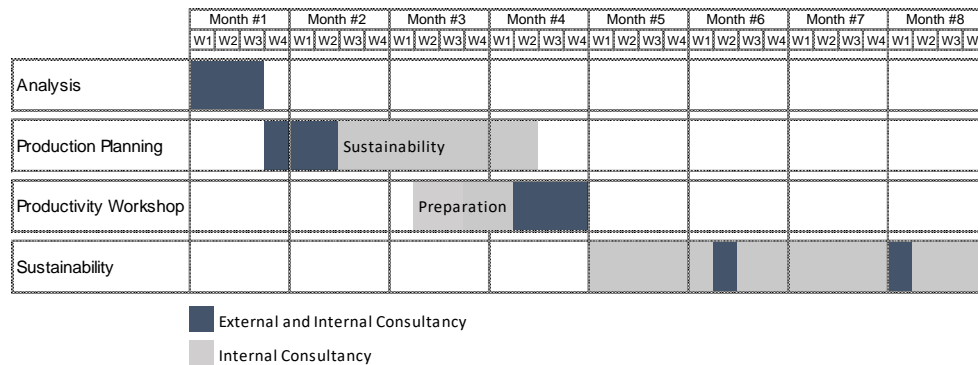 Month #1 Month #2 Month #3 Month #4 Month #5 Month #6 Month #7 Month #8
W1 W2 W3 W4 W1 W2 W3 W4 W1 W2 W3 W4 W1 W2 W3 W4 W1 W2 W3 W4 W1 W2 W3 W4 W1 W2 W3 W4 W1 W2 W3 W
Analysis
Production Planning Sustainability
Productivity Workshop Preparation
Sustainability
External and Internal Consultancy
Internal Consultancy